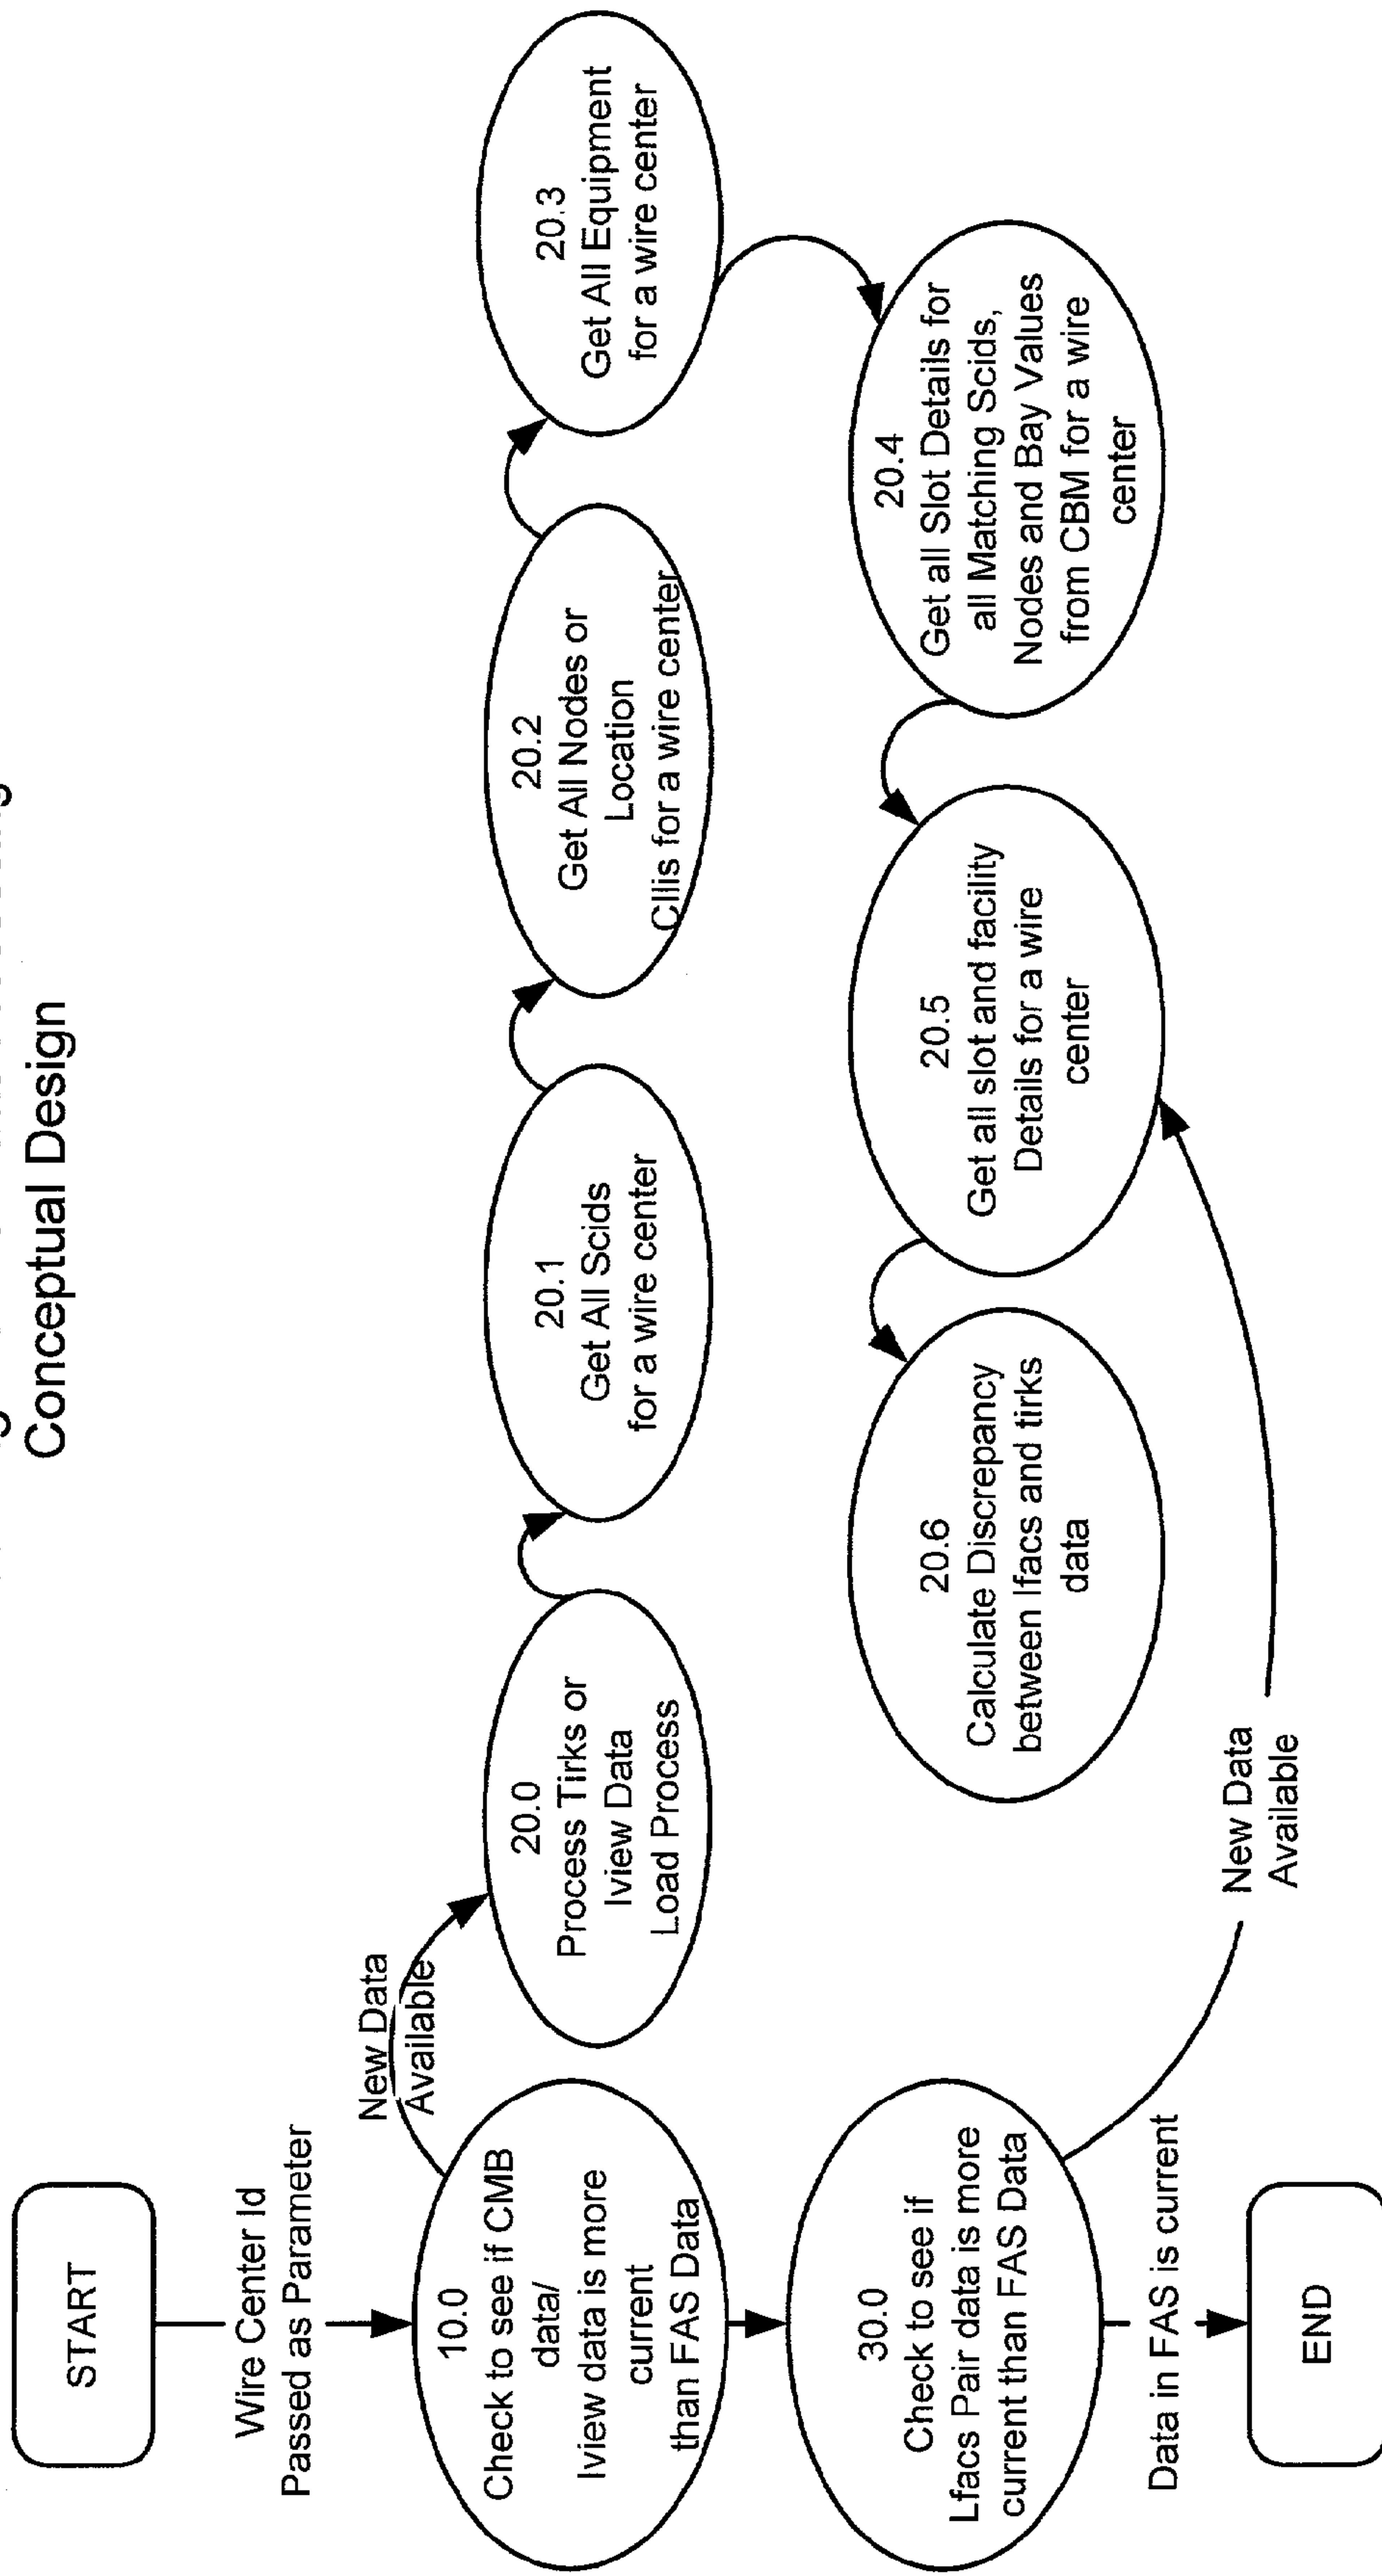 Conceptual Design
START
Wire Center Id
Passed as Parameter
10.0
Check to see if CMB
data/
Iview data is more
current
than FAS Data
New Data
Available
20.0
Process Tirks or
Iview Data
Load Process
20.1
Get All Scids
for a wire center
20.2
Get All Nodes or
Location
Cllis for a wire center
20.3
Get All Equipment
for a wire center
20.4
Get all Slot Details for
all Matching Scids,
Nodes and Bay Values
from CBM for a wire
center
20.5
Get all slot and facility
Details for a wire
center
20.6
Calculate Discrepancy
between lfacs and tirks
data
30.0
Check to see if
Lfacs Pair data is more
current than FAS Data
New Data
Available
Data in FAS is current
END